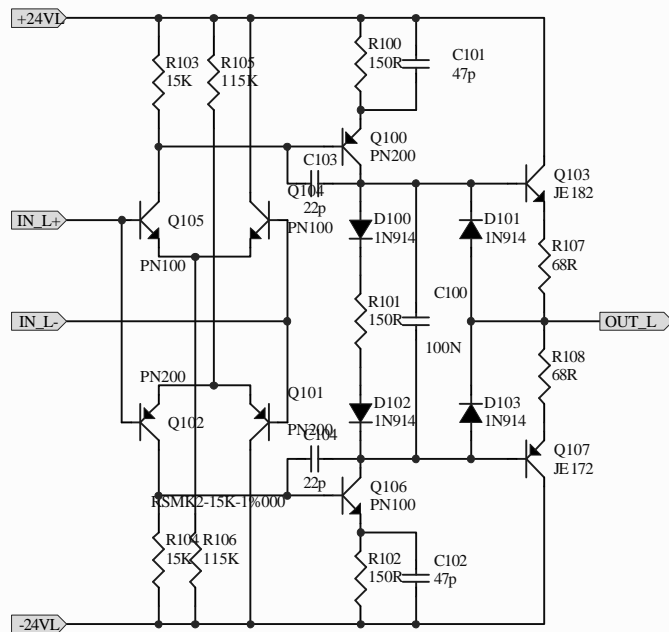 +24VL
R103
15K
R105
115K
R100
150R
C101
47p
Q100
PN200
C103
22p
Q104
PN100
Q103
JE182
IN_L+
Q105
PN100
D100
1N914
D101
1N914
R107
68R
R101
150R
C100
100N
IN_L-
OUT_L
R108
68R
PN200
Q102
Q101
PN200
D102
1N914
D103
1N914
C104
22p
Q107
JE172
Q106
PN100
RSMK2-15K-1%000
R104
15K
R106
115K
R102
150R
C102
47p
-24VL